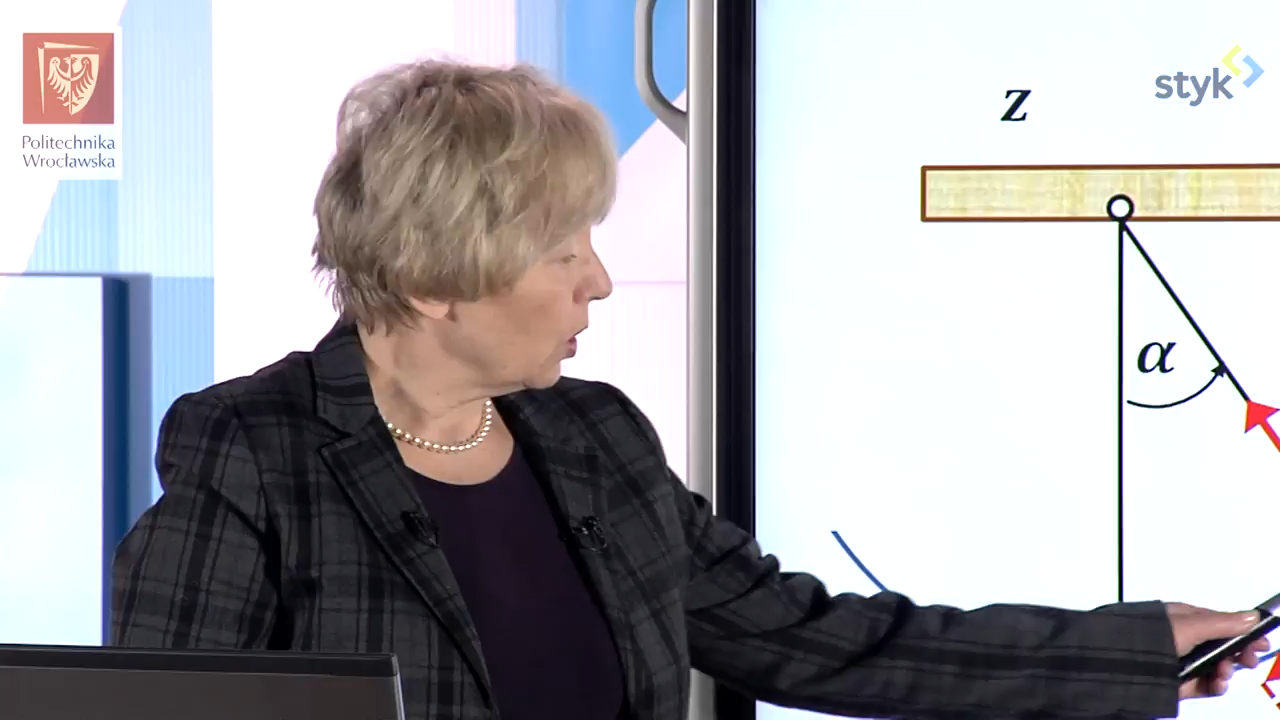 Politechnika
Wrocławska
styk
Z
α